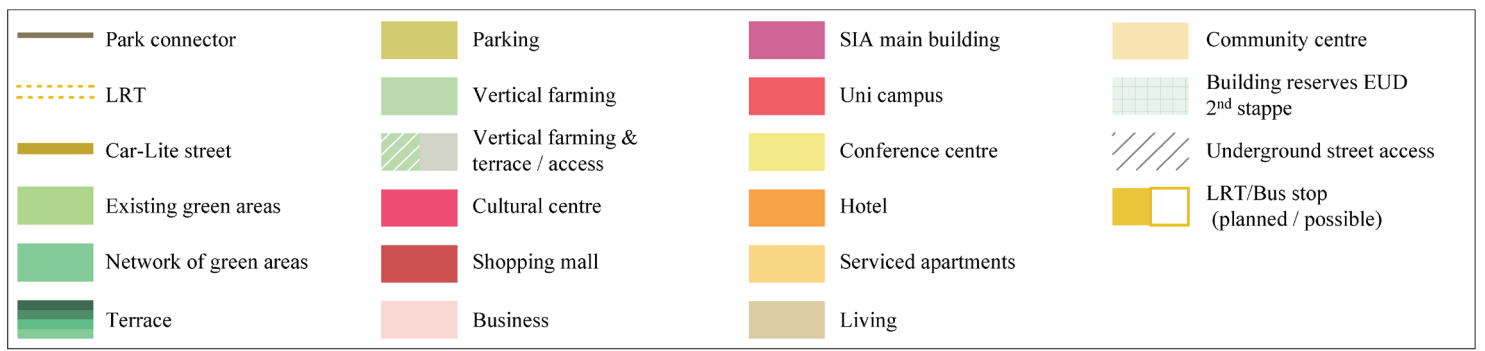 Park connector
LRT
Car-Lite street
Existing green areas
Network of green areas
Terrace
Parking
Vertical farming
Vertical farming &
terrace / access
Cultural centre
Shopping mall
Business
SIA main building
Uni campus
Conference centre
Hotel
Serviced apartments
Living
Community centre
Building reserves EUD
2nd stappe
Underground street access
LRT/Bus stop
(planned / possible)